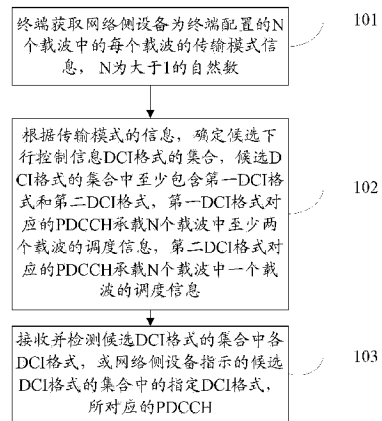 终端获取网络侧设备为终端配置的N
个载波中的每个载波的传输模式信
息，N为大于1的自然数
101
根据传输模式的信息，确定候选下
行控制信息DCI格式的集合，候选D
CI格式的集合中至少包含第一DCI格
式和第二DCI格式，第一DCI格式对
应的PDCCH承载N个载波中至少两
个载波的调度信息，第二DCI格式对
应的PDCCH承载N个载波中一个载
波的调度信息
102
接收并检测候选DCI格式的集合中各
DCI格式，或网络侧设备指示的候选
DCI格式的集合中的指定DCI格式，
所对应的PDCCH
103